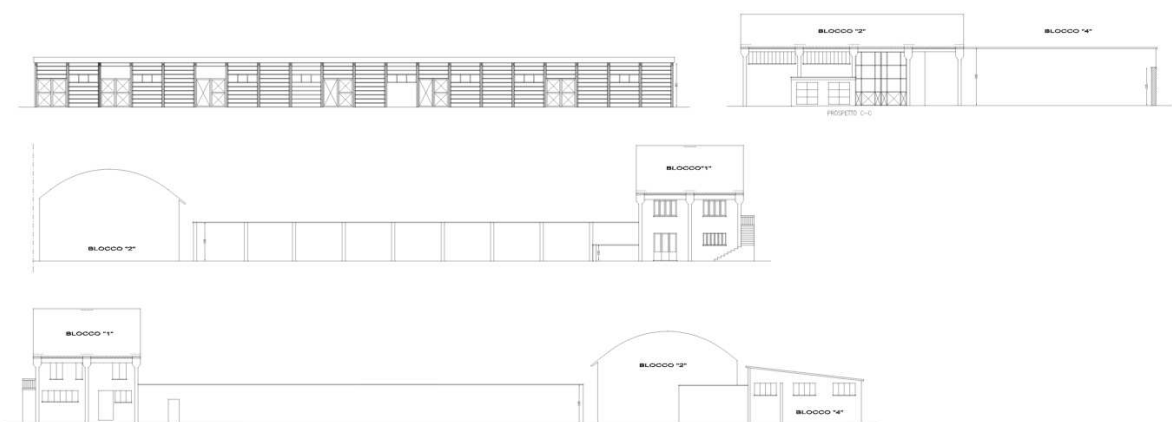 BLOCCO "2"
BLOCCO "4"
PROSPETTO C-C
BLOCCO"1"
BLOCCO "2"
BLOCCO "1"
BLOCCO "2"
BLOCCO "4"